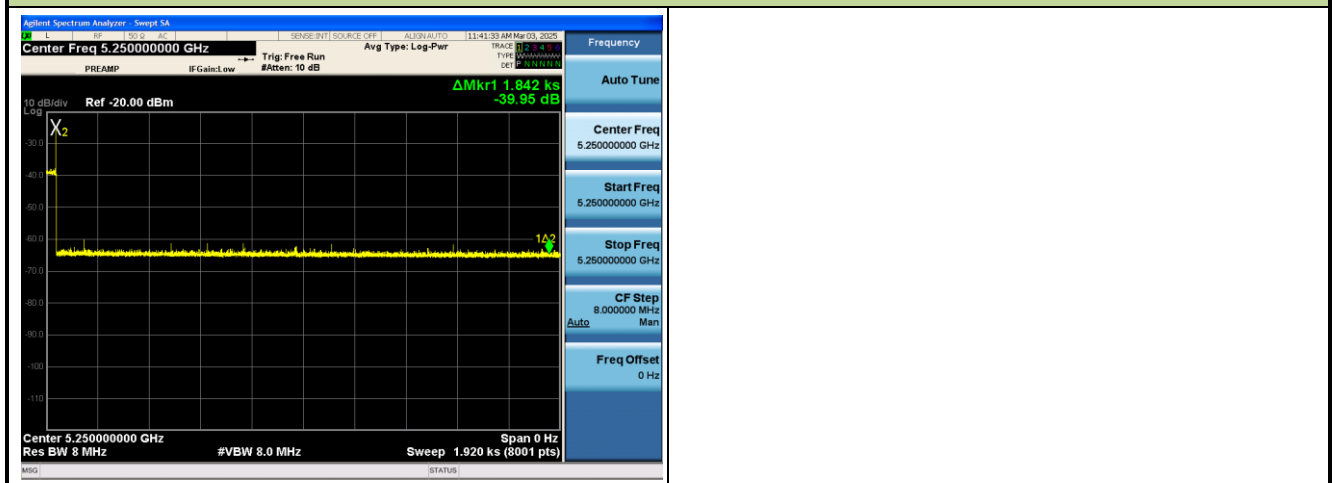 Agilent Spectrum Analyzer - Swept SA
L RF 50 Ω AC SENSE:INT SOURCE OFF ALIGN AUTO 11:41:33 AM Mar 03, 2025
Center Freq 5.250000000 GHz Avg Type: Log-Pwr TRACE 1 2 3 4 5 6
Trig: Free Run TYPE WWWWWW
PREAMP IFGain:Low #Atten: 10 dB DET P N N N N N
ΔMkr1 1.842 ks
10 dB/div Ref -20.00 dBm -39.95 dB
Log
X2
-30.0
-40.0
-50.0
-60.0
1Δ2
-70.0
-80.0
-90.0
-100
-110
Center 5.250000000 GHz Span 0 Hz
Res BW 8 MHz #VBW 8.0 MHz Sweep 1.920 ks (8001 pts)
MSG STATUS
Frequency
Auto Tune
Center Freq
5.250000000 GHz
Start Freq
5.250000000 GHz
Stop Freq
5.250000000 GHz
CF Step
8.000000 MHz
Auto Man
Freq Offset
0 Hz